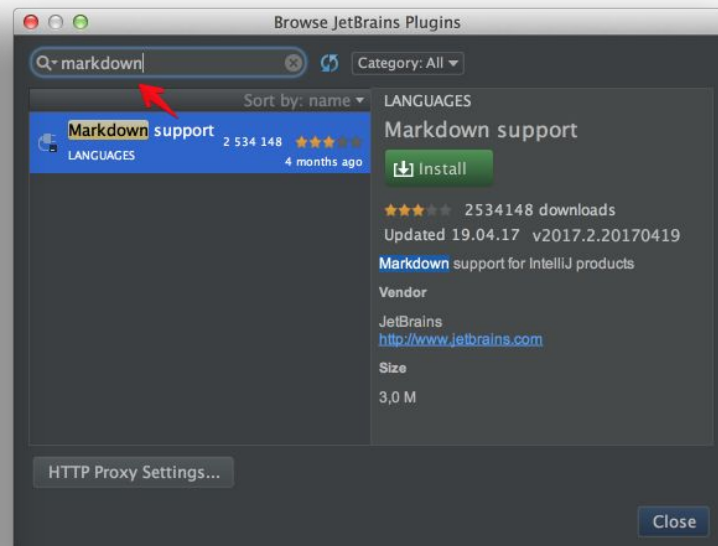 Browse JetBrains Plugins
markdown
Category: All
Sort by: name
Markdown support
2 534 148
LANGUAGES
4 months ago
LANGUAGES
Markdown support
Install
2534148 downloads
Updated 19.04.17 v2017.2.20170419
Markdown support for IntelliJ products
Vendor
JetBrains
http://www.jetbrains.com
Size
3,0 M
HTTP Proxy Settings...
Close